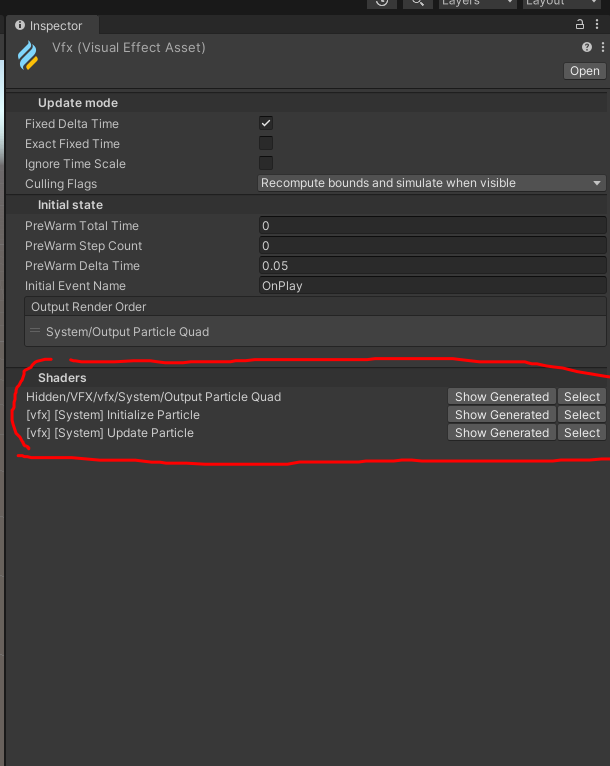 Layers
Layout
Inspector
Vfx (Visual Effect Asset)
Open
Update mode
Fixed Delta Time
Exact Fixed Time
Ignore Time Scale
Culling Flags Recompute bounds and simulate when visible
Initial state
PreWarm Total Time 0
PreWarm Step Count 0
PreWarm Delta Time 0.05
Initial Event Name OnPlay
Output Render Order
System/Output Particle Quad
Shaders
Hidden/VFX/vfx/System/Output Particle Quad Show Generated Select
[vfx] [System] Initialize Particle Show Generated Select
[vfx] [System] Update Particle Show Generated Select